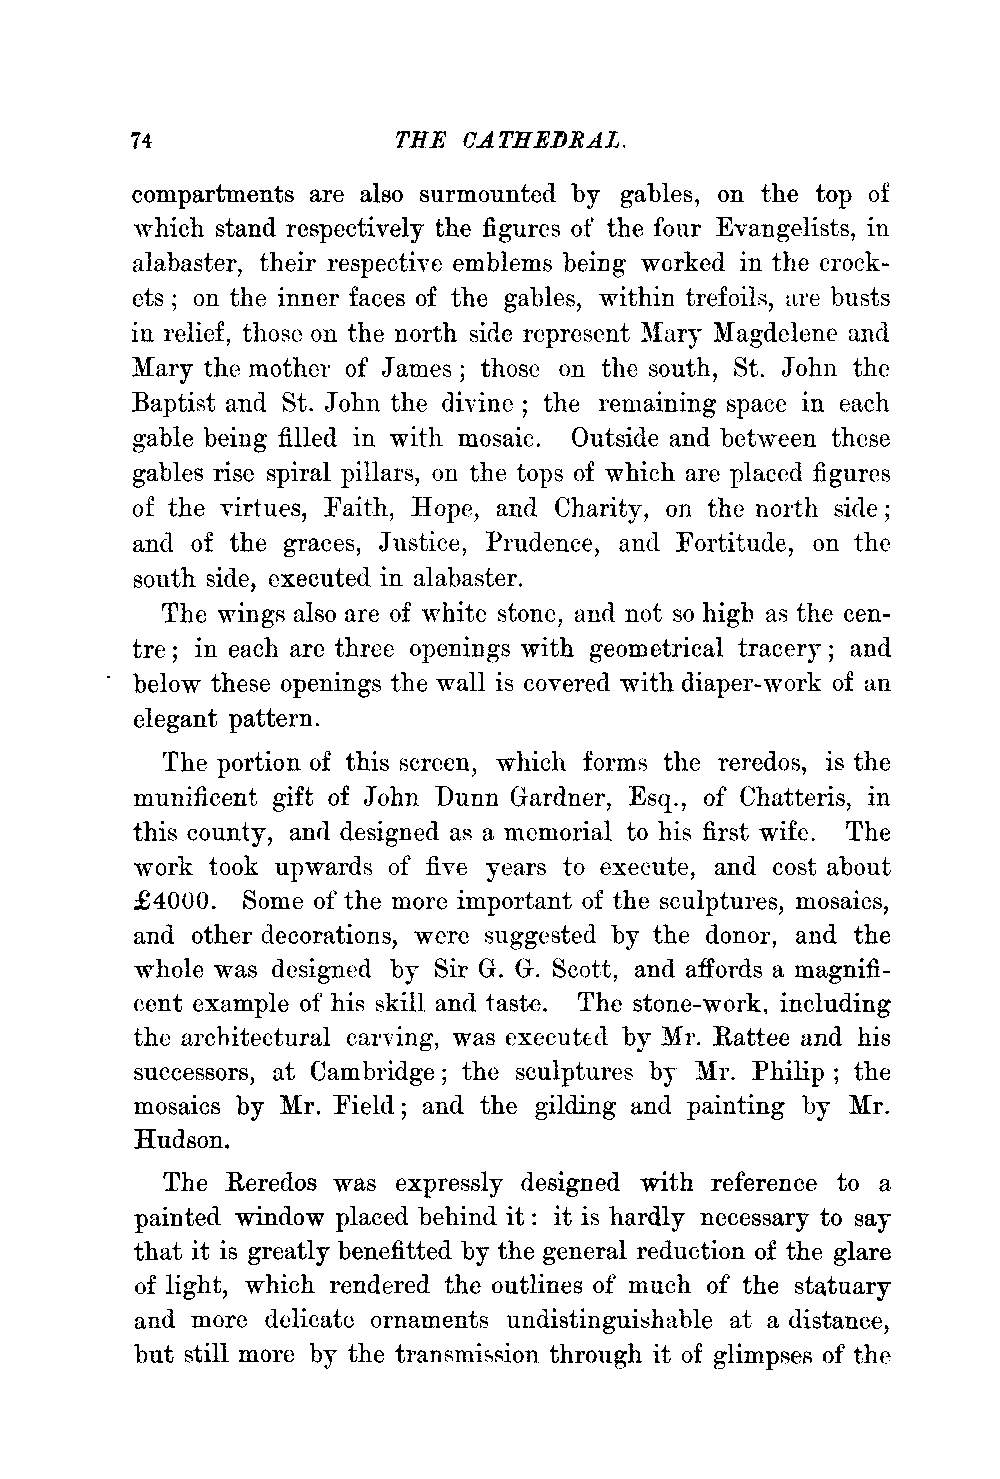 74 THE CATHEDRAL.
compartments are also surmounted by gables, on the top of
which stand respectively the figures of the four Evangelists, in
alabaster, their respective emblems being worked in the crock-
ets ; on the inner faces of the gables, within trefoils, are busts
in relief, those on the north side represent Mary Magdelene and
Mary the mother of James ; those on the south, St. John the
Baptist and St. John the divine ; the remaining space in each
gable being filled in with mosaic. Outside and between these
gables rise spiral pillars, on the tops of which are placed figures
of the virtues, Faith, Hope, and Charity, on the north side ;
and of the graces, Justice, Prudence, and Fortitude, on the
south side, executed in alabaster.
The wings also are of white stone, and not so high as the cen-
tre ; in each are three openings with geometrical tracery ; and
below these openings the wall is covered with diaper-work of an
elegant pattern.
The portion of this screen, which forms the reredos, is the
munificent gift of John Dunn Gardner, Esq., of Chatteris, in
this county, and designed as a memorial to his first wife. The
work took upwards of five years to execute, and cost about
£4000. Some of the more important of the sculptures, mosaics,
and other decorations, were suggested by the donor, and the
whole was designed by Sir G. G. Scott, and affords a magnifi-
cent example of his skill and taste. The stone-work, including
the architectural carving, was executed by Mr. Rattee and his
successors, at Cambridge ; the sculptures by Mr. Philip ; the
mosaics by Mr. Field ; and the gilding and painting by Mr.
Hudson.
The Reredos was expressly designed with reference to a
painted window placed behind it : it is hardly necessary to say
that it is greatly benefitted by the general reduction of the glare
of light, which rendered the outlines of much of the statuary
and more delicate ornaments undistinguishable at a distance,
but still more by the transmission through it of glimpses of the